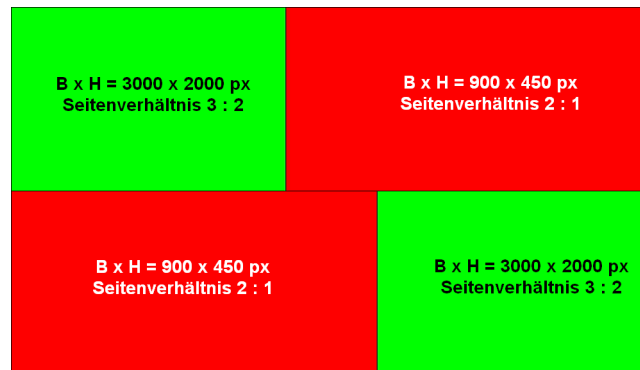 B x H = 3000 x 2000 px
Seitenverhältnis 3 : 2
B x H = 900 x 450 px
Seitenverhältnis 2 : 1
B x H = 900 x 450 px
Seitenverhältnis 2 : 1
B x H = 3000 x 2000 px
Seitenverhältnis 3 : 2